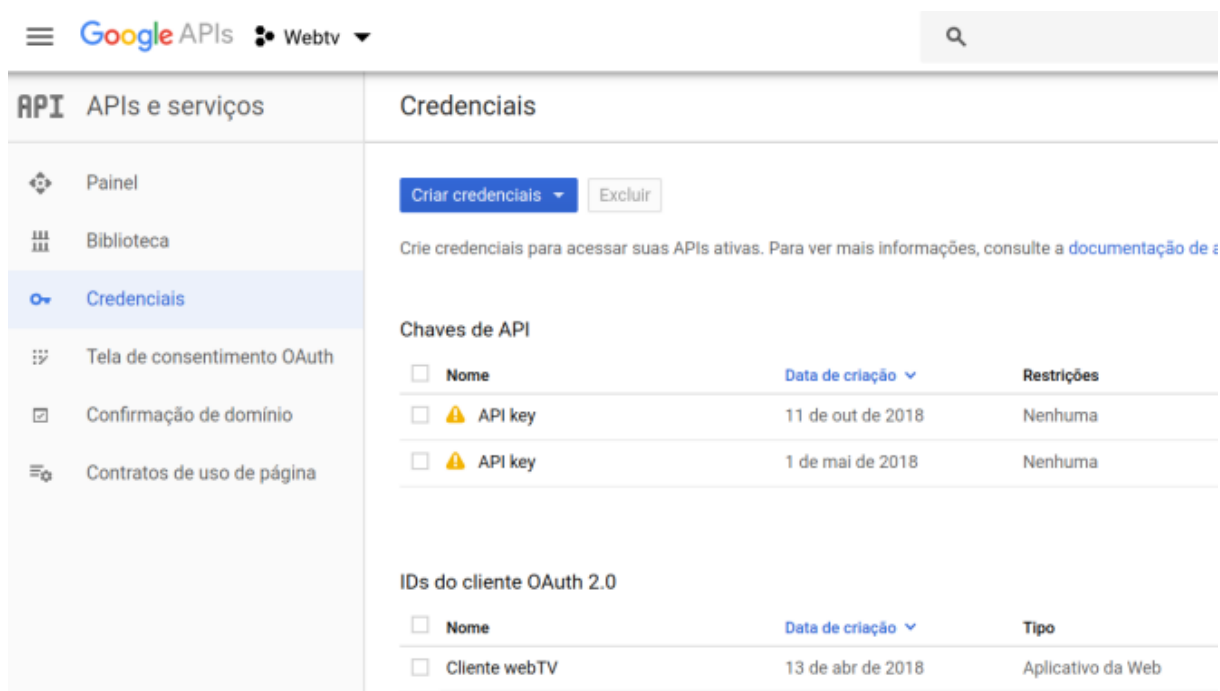 Google APIs Webtv
API APIs e serviços
Credenciais
Painel
Biblioteca
Credenciais
Tela de consentimento OAuth
Confirmação de domínio
Contratos de uso de página
Criar credenciais Excluir
Crie credenciais para acessar suas APIs ativas. Para ver mais informações, consulte a documentação de a
Chaves de API
Nome Data de criação Restrições
API key 11 de out de 2018 Nenhuma
API key 1 de mai de 2018 Nenhuma
IDs do cliente OAuth 2.0
Nome Data de criação Tipo
Cliente webTV 13 de abr de 2018 Aplicativo da Web